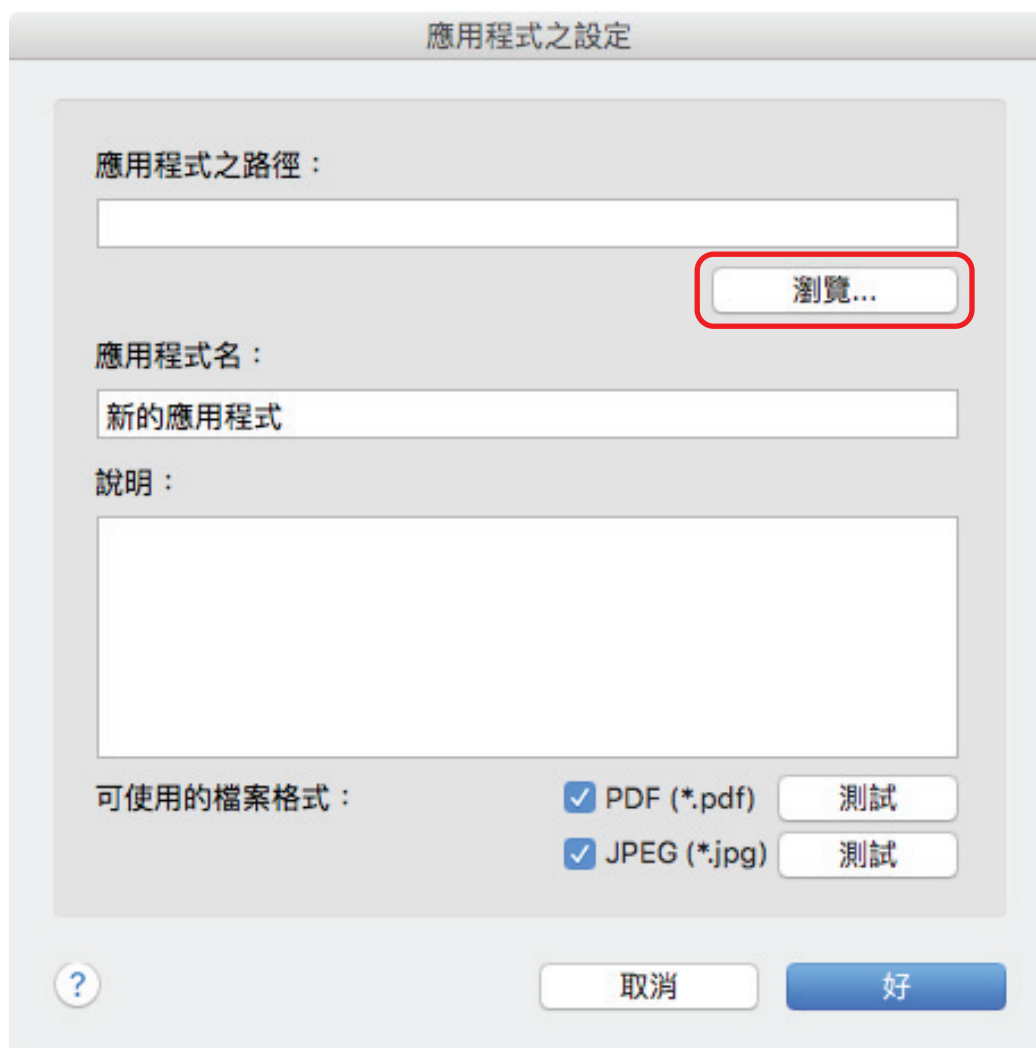 應用程式之設定
應用程式之路徑：
瀏覽...
應用程式名：
新的應用程式
說明：
可使用的檔案格式：
PDF (*.pdf) 測試
JPEG (*.jpg) 測試
? 取消 好